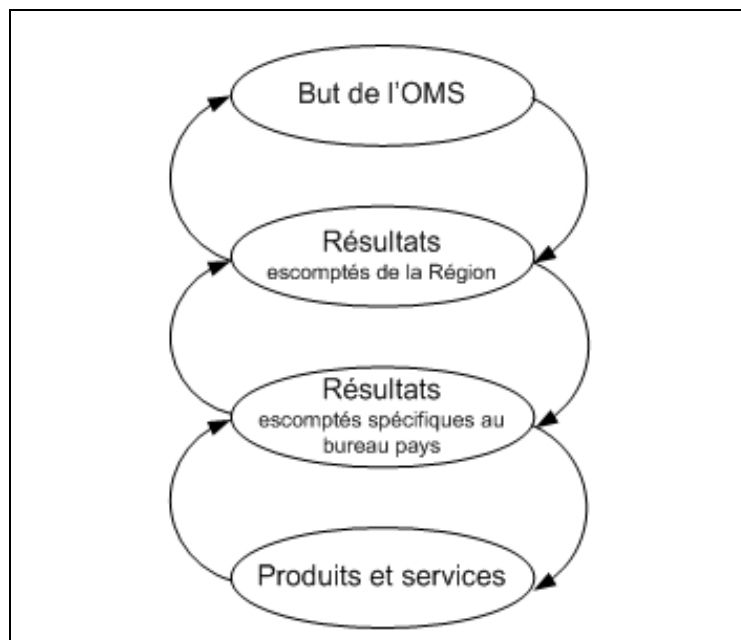 But de l'OMS
Résultats
escomptés de la Région
Résultats
escomptés spécifiques au
bureau pays
Produits et services